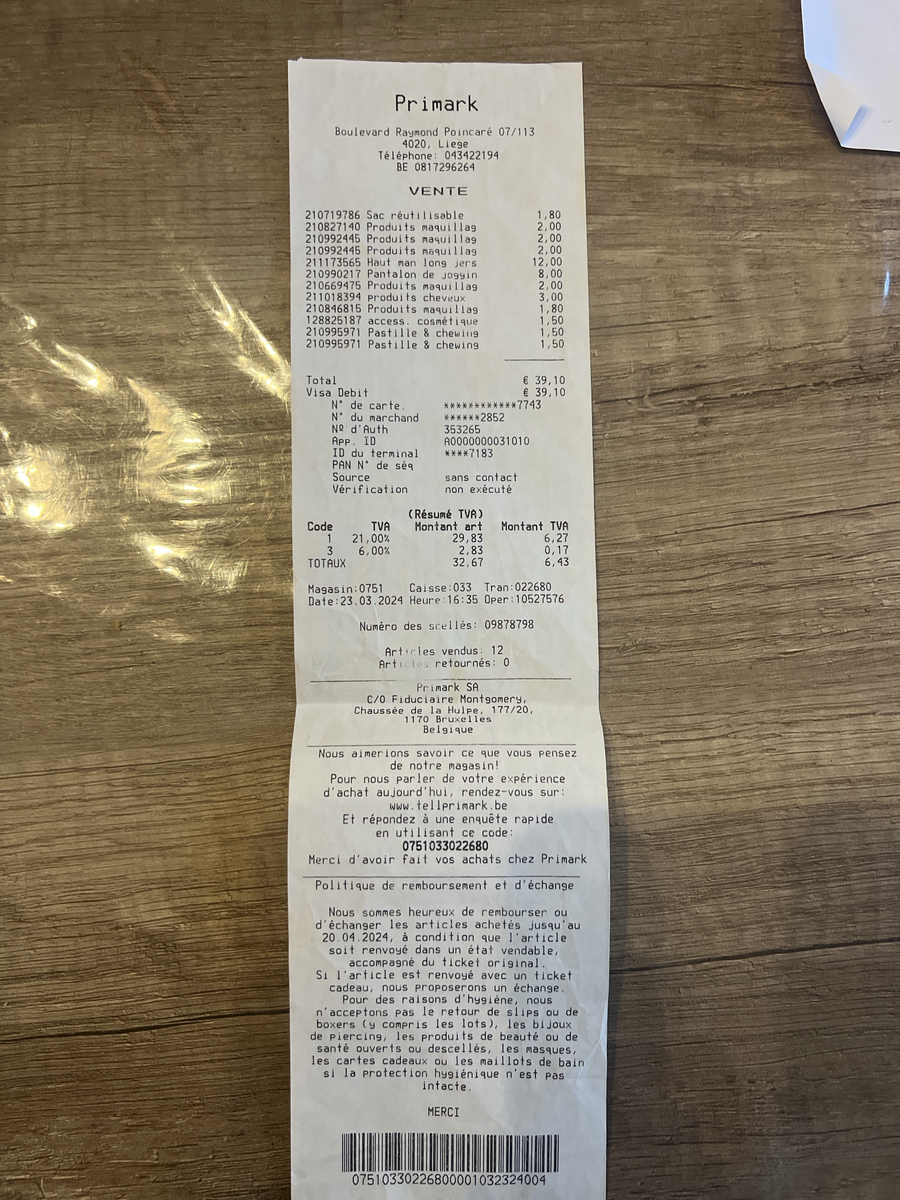 Primark
Boulevard Raymond Poincaré 07/113
4020, Liege
Téléphone: 043422194
BE 0817296264
VENTE
210719786 Sac réutilisable 1,80
210827140 Produits maquillag 2,00
210992445 Produits maquillag 2,00
210992445 Produits maquillag 2,00
211173565 Haut man long jers 12,00
210990217 Pantalon de joggin 8,00
210669475 Produits maquillag 2,00
211018394 produits cheveux 3,00
210846815 Produits maquillag 1,80
128825187 access. cosmétique 1,50
210995971 Pastille & chewing 1,50
210995971 Pastille & chewing 1,50
Total € 39,10
Visa Debit € 39,10
N° de carte. ************7743
N° du marchand ******2852
Nº d'Auth 353265
App. ID A0000000031010
ID du terminal ****7183
PAN N° de séq
Source sans contact
Vérification non exécuté
(Résumé TVA)
Code TVA Montant art Montant TVA
1 21,00% 29,83 6,27
3 6,00% 2,83 0,17
TOTAUX 32,67 6,43
Magasin:0751 Caisse:033 Tran:022680
Date:23.03.2024 Heure:16:35 Oper:10527576
Numéro des scellés: 09878798
Articles vendus: 12
Articles retournés: 0
Primark SA
C/O Fiduciaire Montgomery,
Chaussée de la Hulpe, 177/20,
1170 Bruxelles
Belgique
Nous aimerions savoir ce que vous pensez
de notre magasin!
Pour nous parler de votre expérience
d'achat aujourd'hui, rendez-vous sur:
www.tellprimark.be
Et répondez à une enquête rapide
en utilisant ce code:
0751033022680
Merci d'avoir fait vos achats chez Primark
Politique de remboursement et d'échange
Nous sommes heureux de rembourser ou
d'échanger les articles achetés jusqu'au
20.04.2024, à condition que l'article
soit renvoyé dans un état vendable,
accompagné du ticket original.
Si l'article est renvoyé avec un ticket
cadeau, nous proposerons un échange.
Pour des raisons d'hygiène, nous
n'acceptons pas le retour de slips ou de
boxers (y compris les lots), les bijoux
de piercing, les produits de beauté ou de
santé ouverts ou descellés, les masques,
les cartes cadeaux ou les maillots de bain
si la protection hygiénique n'est pas
intacte.
MERCI
07510330226800001032324004